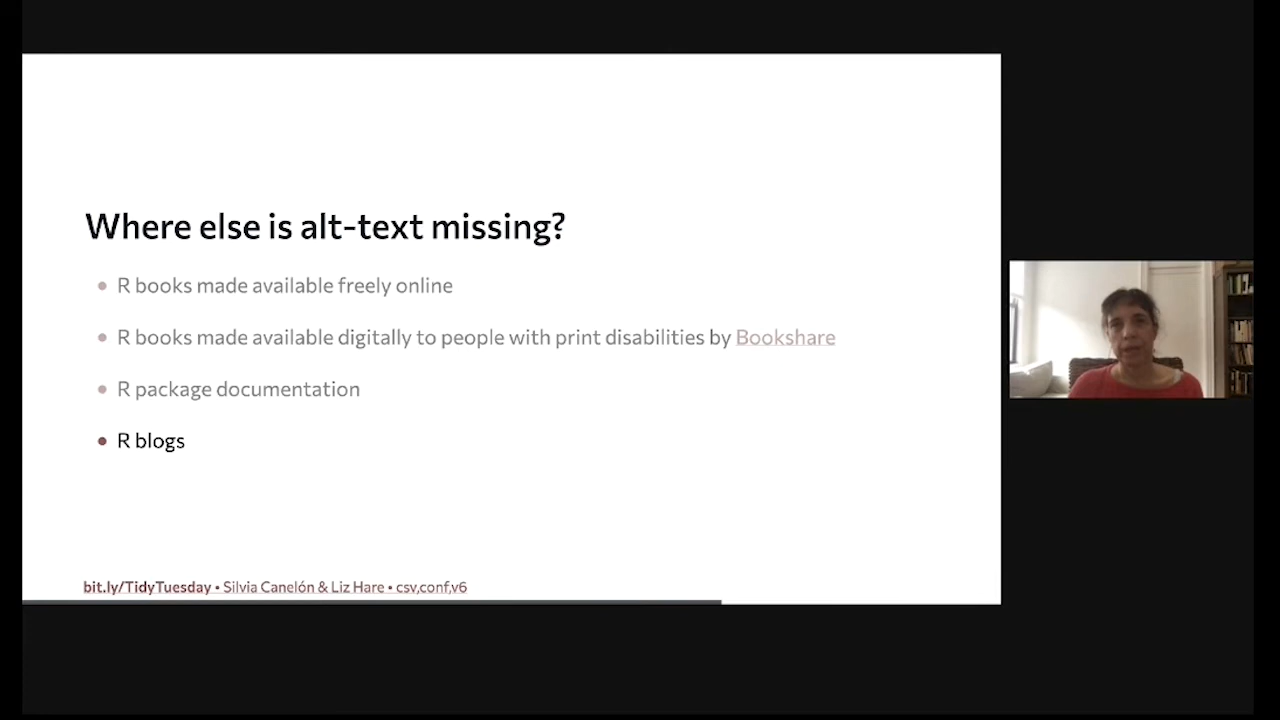 Where else is alt-text missing?
• R books made available freely online
• R books made available digitally to people with print disabilities by Bookshare
• R package documentation
• R blogs
bit.ly/TidyTuesday • Silvia Canelón & Liz Hare • csv,conf,v6